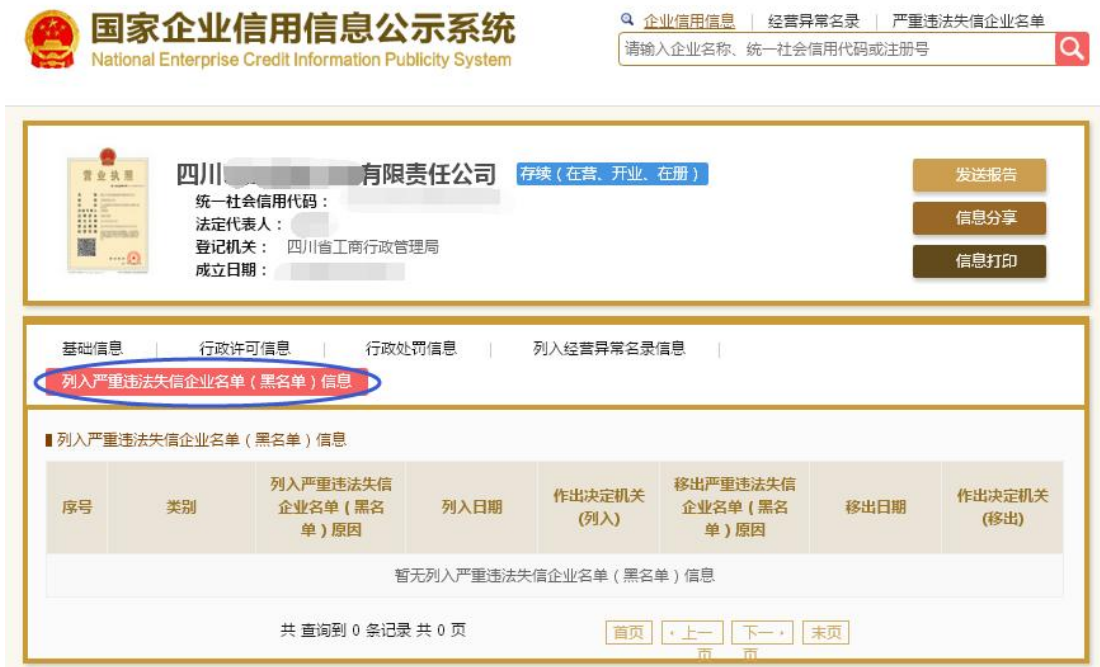 国家企业信用信息公示系统
National Enterprise Credit Information Publicity System
企业信用信息 | 经营异常名录 | 严重违法失信企业名单
请输入企业名称、统一社会信用代码或注册号
营业执照
四川 有限责任公司 存续（在营、开业、在册）
统一社会信用代码：
法定代表人：
登记机关： 四川省工商行政管理局
成立日期：
发送报告
信息分享
信息打印
基础信息 | 行政许可信息 | 行政处罚信息 | 列入经营异常名录信息 |
列入严重违法失信企业名单（黑名单）信息
列入严重违法失信企业名单（黑名单）信息
序号
类别
列入严重违法失信
企业名单（黑名
单）原因
列入日期
作出决定机关
(列入)
移出严重违法失信
企业名单（黑名
单）原因
移出日期
作出决定机关
(移出)
暂无列入严重违法失信企业名单（黑名单）信息
共 查询到 0 条记录 共 0 页
首页
上一
页
下一
页
末页